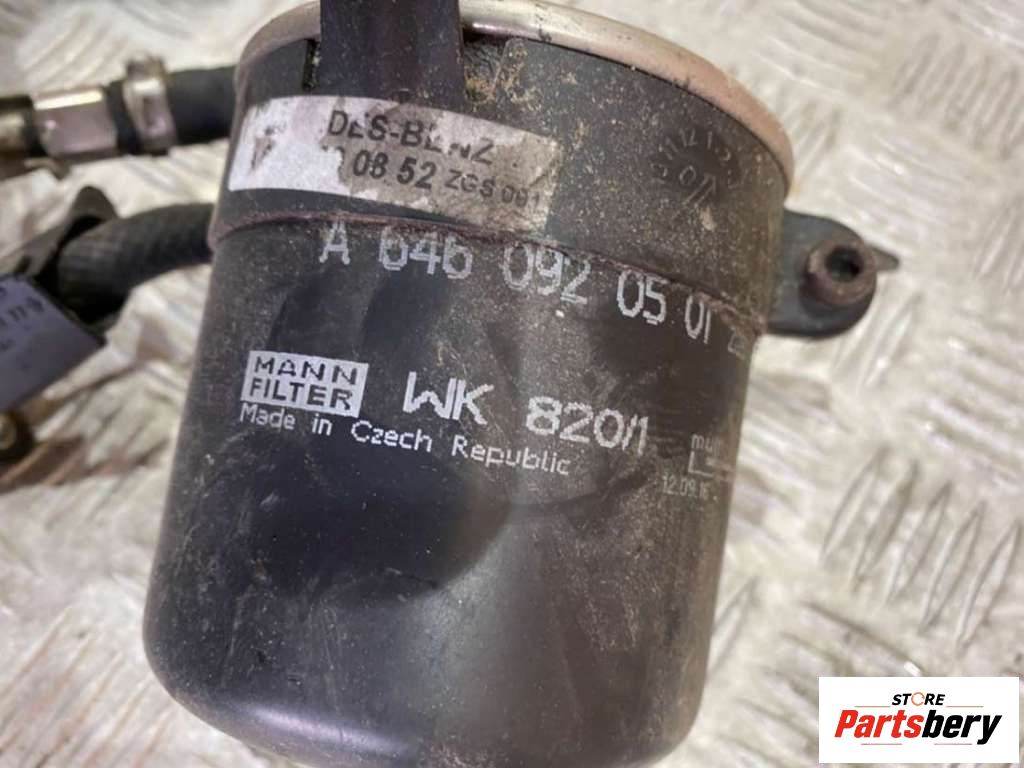 DES-BENZ
08 52 ZGS 001
A 646 092 05 01
MANN
FILTER
WK 820/1
Made in Czech Republic
12.09.16
STORE
Partsbery